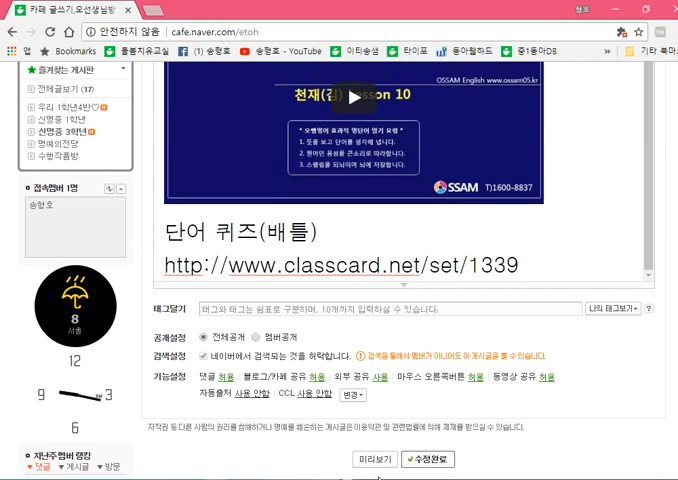 카페 글쓰기,오선생님방
형호
안전하지 않음
cafe.naver.com/etoh
앱
Bookmarks
돌봄치유교실
(1) 송형호
송형호 - YouTube
이티송샘
타이포
동아웹하드
중1동아DB
»
기타 북마
즐겨찾는 게시판
전체글보기 (17)
우리 1학년4반♡
신명중 1학년
신명중 3학년
명예의전당
수행작품방
접속멤버 1명
송형호
8
서울
12
9
3
6
지난주 멤버 랭킹
▼ 댓글 ▼ 게시글 ▼ 방문
OSSAM English www.ossam05.kr
천재(김) Lesson 10
* 오쌤영어 효과적 영단어 암기 요령 *
1. 뜻을 보고 단어를 생각해 냅니다.
2. 원어민 음성을 큰소리로 따라합니다.
3. 스펠링을 되뇌이며 뇌에 저장합니다.
SSAM T)1600-8837
단어 퀴즈(배틀)
http://www.classcard.net/set/1339
태그달기
태그와 태그는 쉼표로 구분하며, 10개까지 입력하실 수 있습니다.
나의 태그보기
?
공개설정 전체공개 멤버공개
검색설정 네이버에서 검색되는 것을 허락합니다. 검색을 통해서 멤버가 아니어도 이 게시글을 볼 수 있습니다.
기능설정 댓글 허용 | 블로그/카페 공유 허용 | 외부 공유 사용 | 마우스 오른쪽버튼 허용 | 동영상 공유 허용
자동출처 사용 안함 | CCL 사용 안함 변경
저작권 등 다른 사람의 권리를 침해하거나 명예를 훼손하는 게시물은 이용약관 및 관련법률에 의해 제재를 받으실 수 있습니다.
미리보기
수정완료